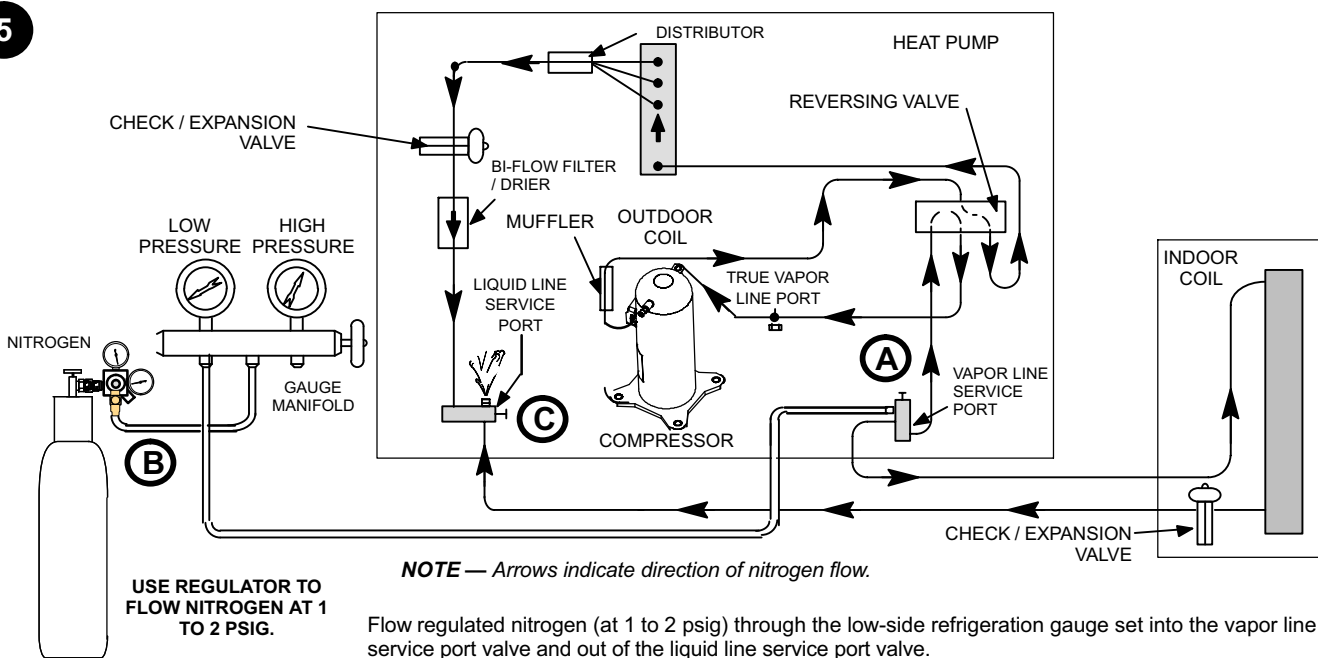 5
DISTRIBUTOR
HEAT PUMP
REVERSING VALVE
CHECK / EXPANSION
VALVE
BI-FLOW FILTER
/ DRIER
MUFFLER
OUTDOOR
COIL
LOW
PRESSURE
HIGH
PRESSURE
LIQUID LINE
SERVICE
PORT
TRUE VAPOR
LINE PORT
INDOOR
COIL
NITROGEN
GAUGE
MANIFOLD
A
VAPOR LINE
SERVICE
PORT
B
C
COMPRESSOR
CHECK / EXPANSION
VALVE
USE REGULATOR TO
FLOW NITROGEN AT 1
TO 2 PSIG.
NOTE — Arrows indicate direction of nitrogen flow.
Flow regulated nitrogen (at 1 to 2 psig) through the low-side refrigeration gauge set into the vapor line
service port valve and out of the liquid line service port valve.